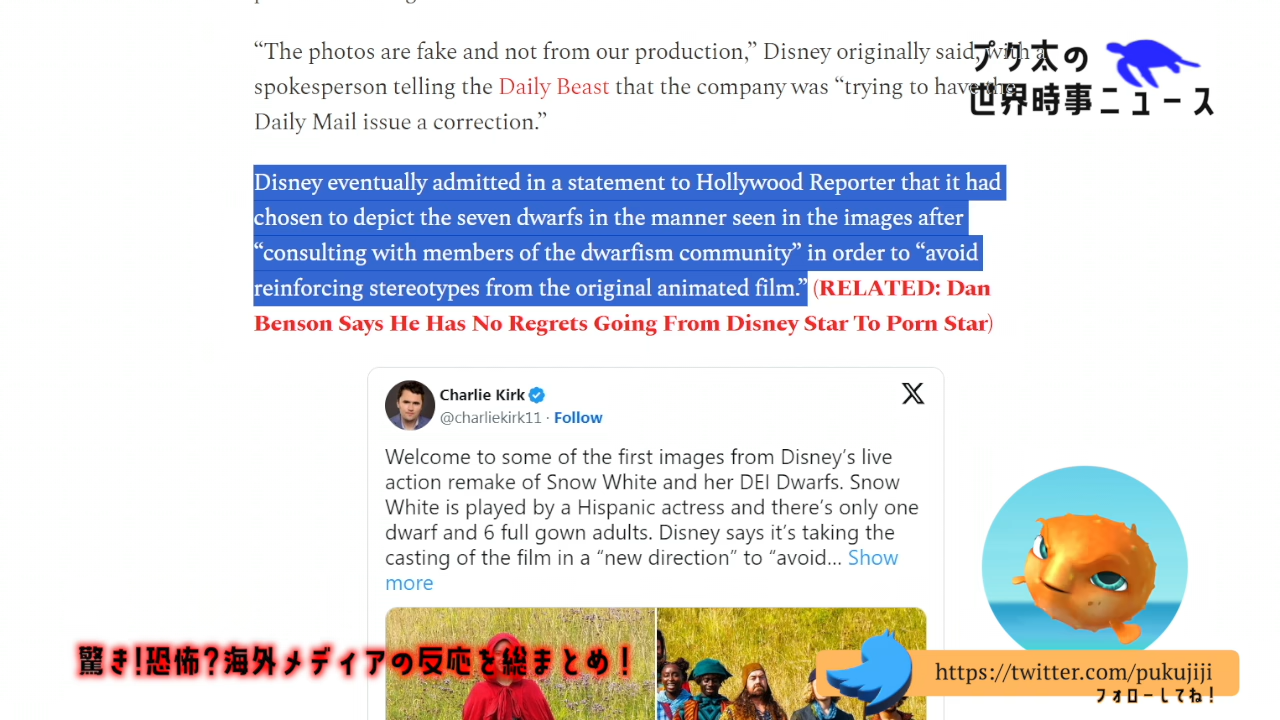 “The photos are fake and not from our production,” Disney originally said, with a
spokesperson telling the Daily Beast that the company was “trying to have the
Daily Mail issue a correction.”
プク太の
世界時事ニュース
Disney eventually admitted in a statement to Hollywood Reporter that it had
chosen to depict the seven dwarfs in the manner seen in the images after
“consulting with members of the dwarfism community” in order to “avoid
reinforcing stereotypes from the original animated film.” (RELATED: Dan
Benson Says He Has No Regrets Going From Disney Star To Porn Star)
Charlie Kirk
@charliekirk11 · Follow
Welcome to some of the first images from Disney’s live
action remake of Snow White and her DEI Dwarfs. Snow
White is played by a Hispanic actress and there’s only one
dwarf and 6 full gown adults. Disney says it’s taking the
casting of the film in a “new direction” to “avoid... Show
more
驚き!恐怖?海外メディアの反応を総まとめ!
https://twitter.com/pukujiji
フォローしてね!